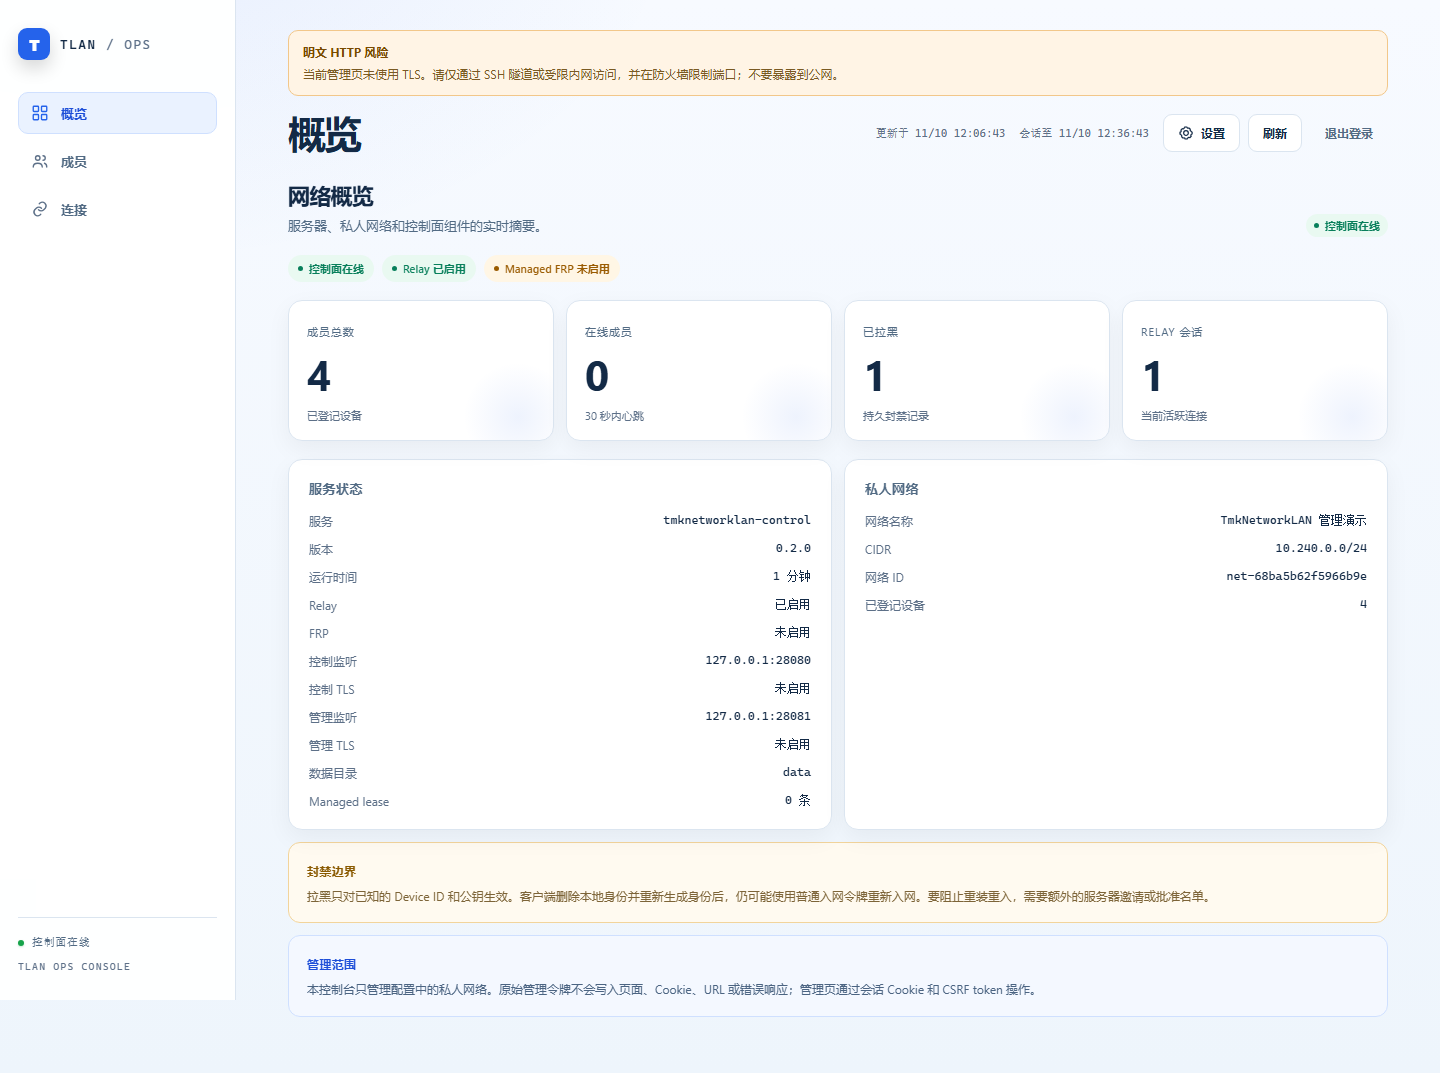 T TLAN / OPS
概览
成员
连接
控制面在线
TLAN OPS CONSOLE
明文 HTTP 风险
当前管理页未使用 TLS。请仅通过 SSH 隧道或受限内网访问，并在防火墙限制端口；不要暴露到公网。
概览
更新于 11/10 12:06:43 会话至 11/10 12:36:43 设置 刷新 退出登录
网络概览
服务器、私人网络和控制面组件的实时摘要。
控制面在线
控制面在线 Relay 已启用 Managed FRP 未启用
成员总数
4
已登记设备
在线成员
0
30 秒内心跳
已拉黑
1
持久封禁记录
RELAY 会话
1
当前活跃连接
服务状态
服务 tmknetworklan-control
版本 0.2.0
运行时间 1 分钟
Relay 已启用
FRP 未启用
控制监听 127.0.0.1:28080
控制 TLS 未启用
管理监听 127.0.0.1:28081
管理 TLS 未启用
数据目录 data
Managed lease 0 条
私人网络
网络名称 TmkNetworkLAN 管理演示
CIDR 10.240.0.0/24
网络 ID net-68ba5b62f5966b9e
已登记设备 4
封禁边界
拉黑只对已知的 Device ID 和公钥生效。客户端删除本地身份并重新生成身份后，仍可能使用普通入网令牌重新入网。要阻止重装重入，需要额外的服务器邀请或批准名单。
管理范围
本控制台只管理配置中的私人网络。原始管理令牌不会写入页面、Cookie、URL 或错误响应；管理页通过会话 Cookie 和 CSRF token 操作。